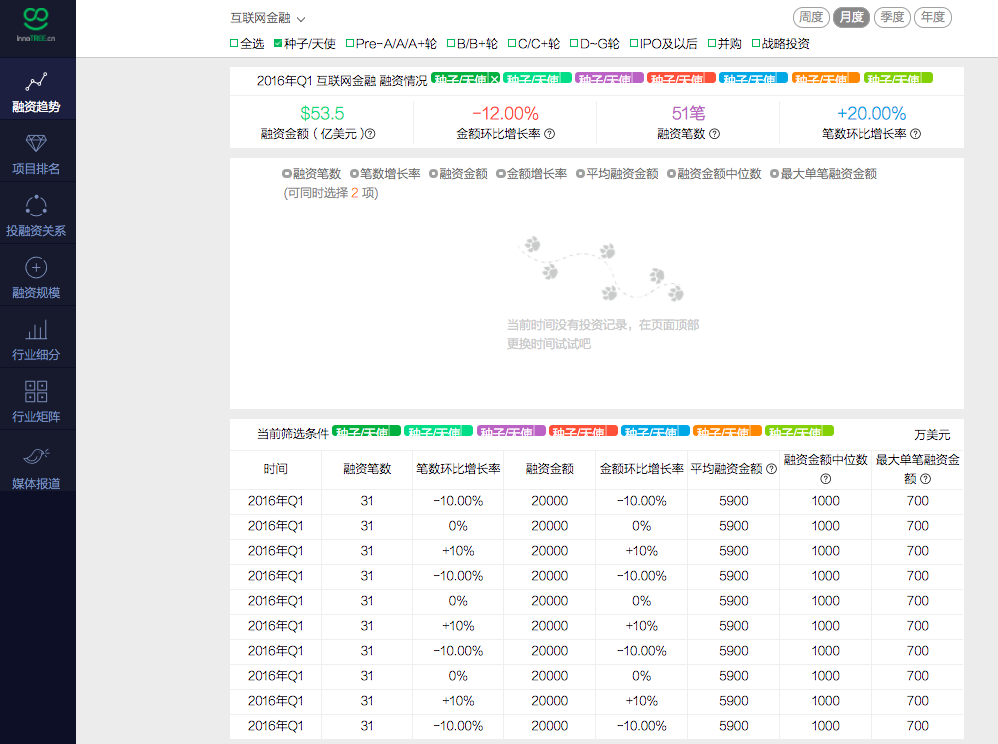 互联网金融
周度 月度 季度 年度
全选 种子/天使 Pre-A/A/A+轮 B/B+轮 C/C+轮 D~G轮 IPO及以后 并购 战略投资
InnoTREE.cn
融资趋势
项目排名
投融资关系
融资规模
行业细分
行业矩阵
媒体报道
2016年Q1 互联网金融 融资情况 种子/天使 种子/天使 种子/天使 种子/天使 种子/天使 种子/天使 种子/天使
$53.5 -12.00% 51笔 +20.00%
融资金额 ( 亿美元 ) 金额环比增长率 融资笔数 笔数环比增长率
融资笔数 笔数增长率 融资金额 金额增长率 平均融资金额 融资金额中位数 最大单笔融资金额
(可同时选择 2 项)
当前时间没有投资记录，在页面顶部
更换时间试试吧
当前筛选条件 种子/天使 种子/天使 种子/天使 种子/天使 种子/天使 种子/天使 种子/天使
万美元
时间 融资笔数 笔数环比增长率 融资金额 金额环比增长率 平均融资金额 融资金额中位数 最大单笔融资金额
2016年Q1 31 -10.00% 20000 -10.00% 5900 1000 700
2016年Q1 31 0% 20000 0% 5900 1000 700
2016年Q1 31 +10% 20000 +10% 5900 1000 700
2016年Q1 31 -10.00% 20000 -10.00% 5900 1000 700
2016年Q1 31 0% 20000 0% 5900 1000 700
2016年Q1 31 +10% 20000 +10% 5900 1000 700
2016年Q1 31 -10.00% 20000 -10.00% 5900 1000 700
2016年Q1 31 0% 20000 0% 5900 1000 700
2016年Q1 31 +10% 20000 +10% 5900 1000 700
2016年Q1 31 -10.00% 20000 -10.00% 5900 1000 700